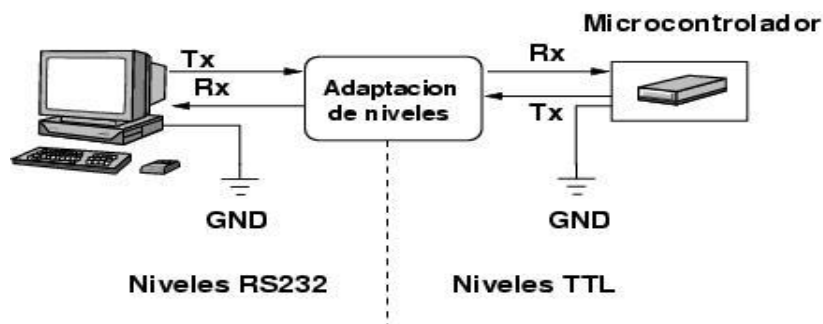 Microcontrolador
Tx
Rx
Rx
Adaptacion
de niveles
Tx
GND
GND
Niveles RS232
Niveles TTL